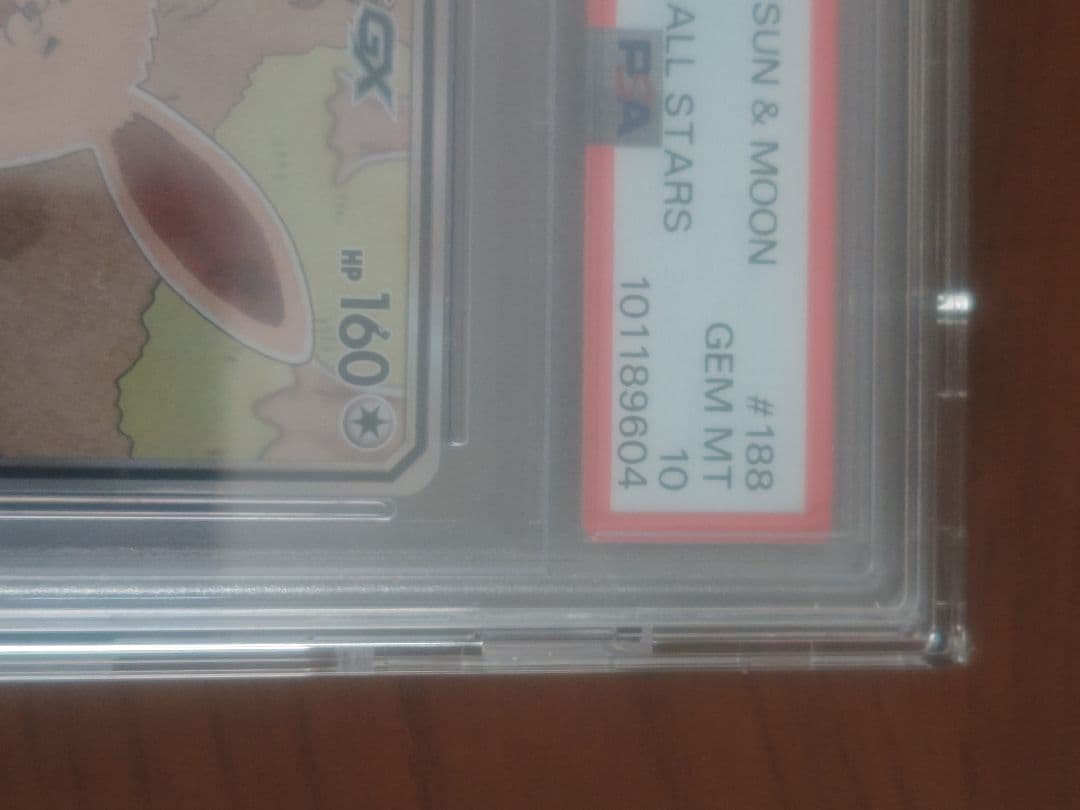 SUN & MOON #188
GEM MT
ALL STARS 10
PSA 101189604
GX
HP 160